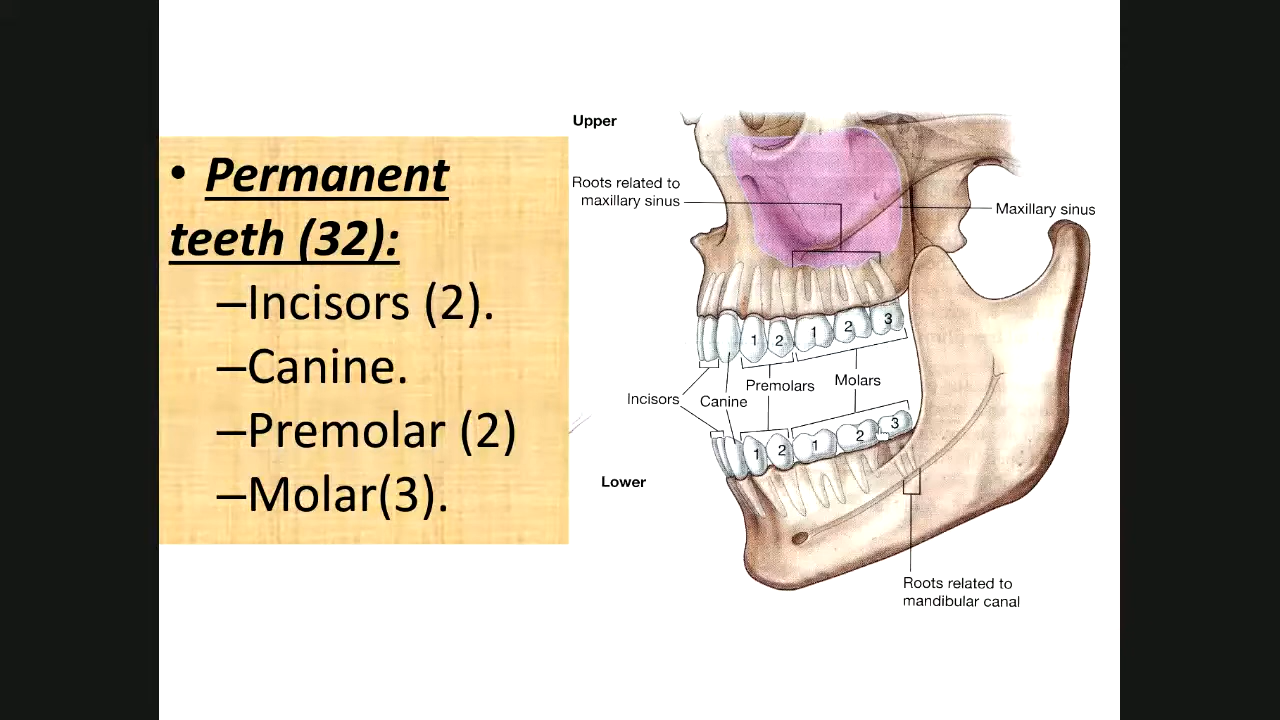 • Permanent
teeth (32):
–Incisors (2).
–Canine.
–Premolar (2)
–Molar(3).
Upper
Roots related to
maxillary sinus
Maxillary sinus
1 2 1 2 3
Premolars
Molars
Incisors
Canine
1 2 1 2 3
Lower
Roots related to
mandibular canal